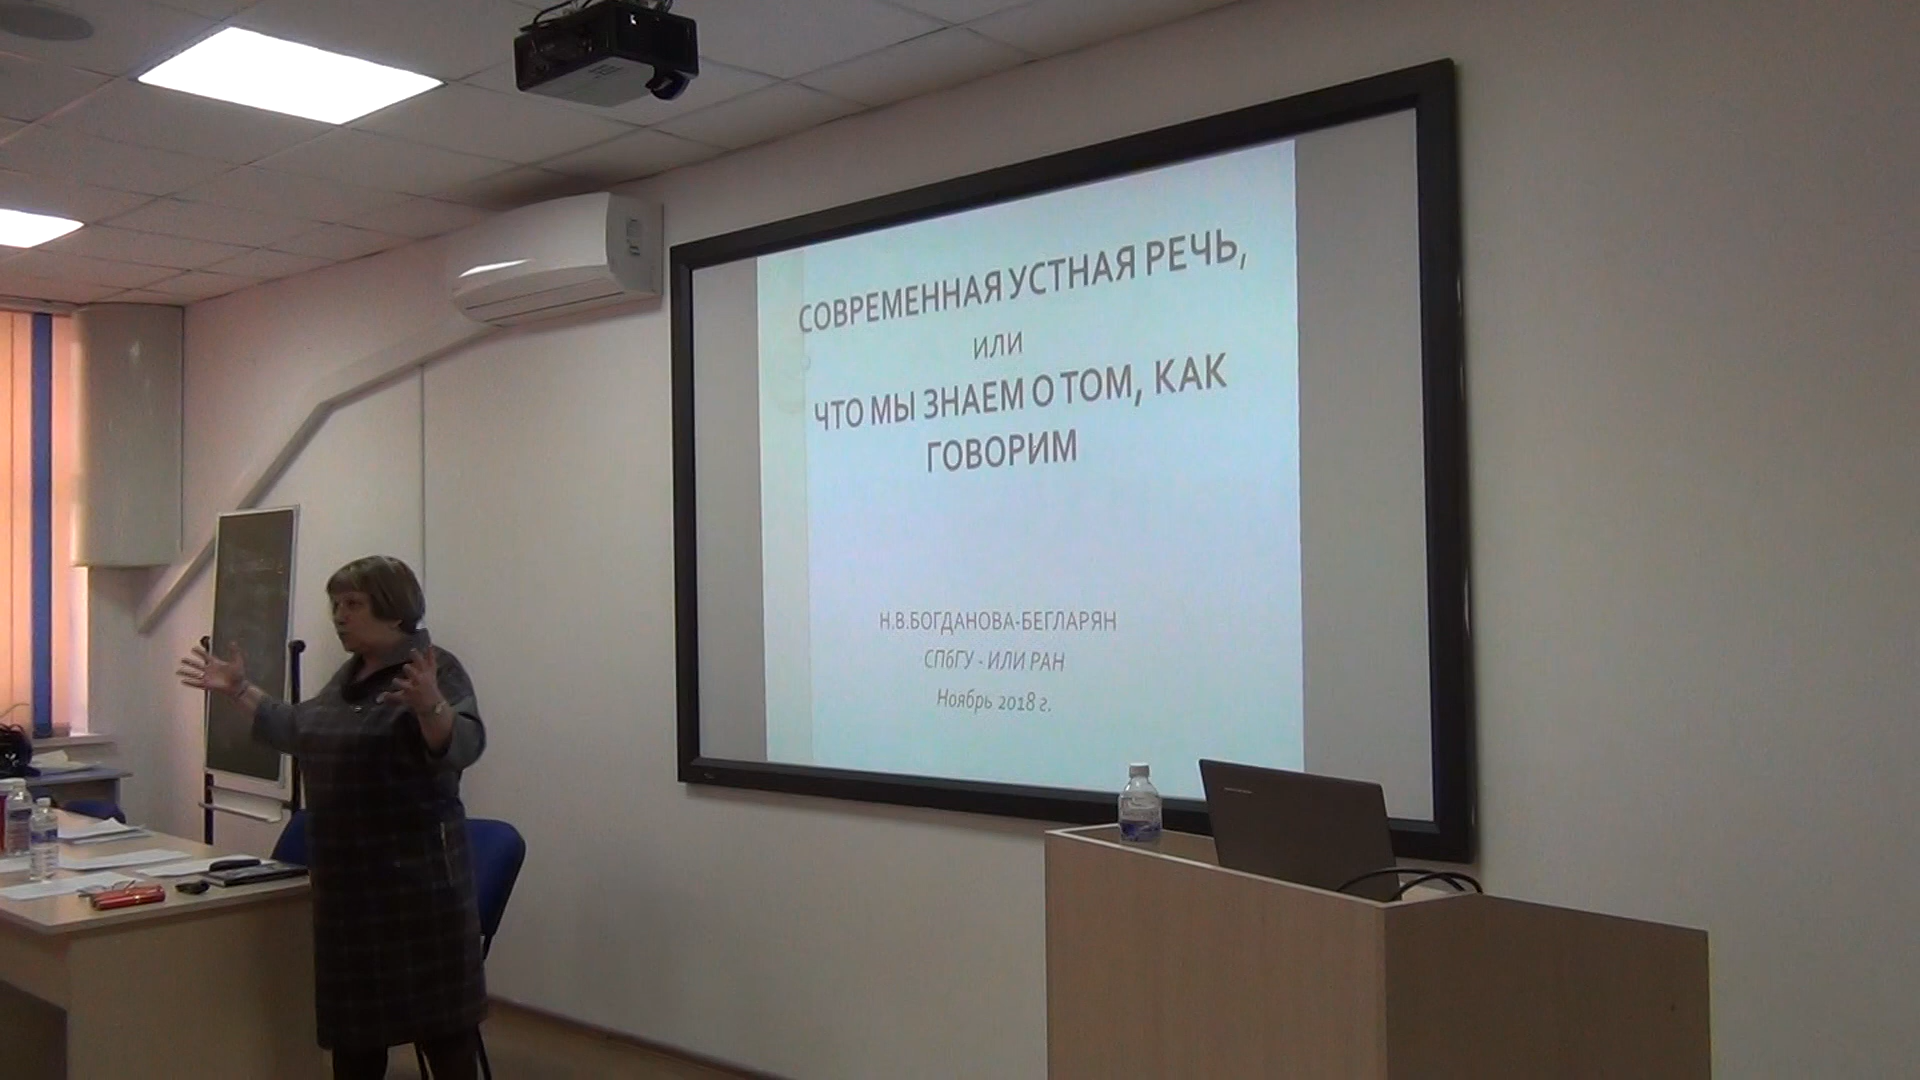 СОВРЕМЕННАЯ УСТНАЯ РЕЧЬ,
ИЛИ
ЧТО МЫ ЗНАЕМ О ТОМ, КАК
ГОВОРИМ
Н.В.БОГДАНОВА-БЕГЛАРЯН
СПбГУ - ИЛИ РАН
Ноябрь 2018 г.